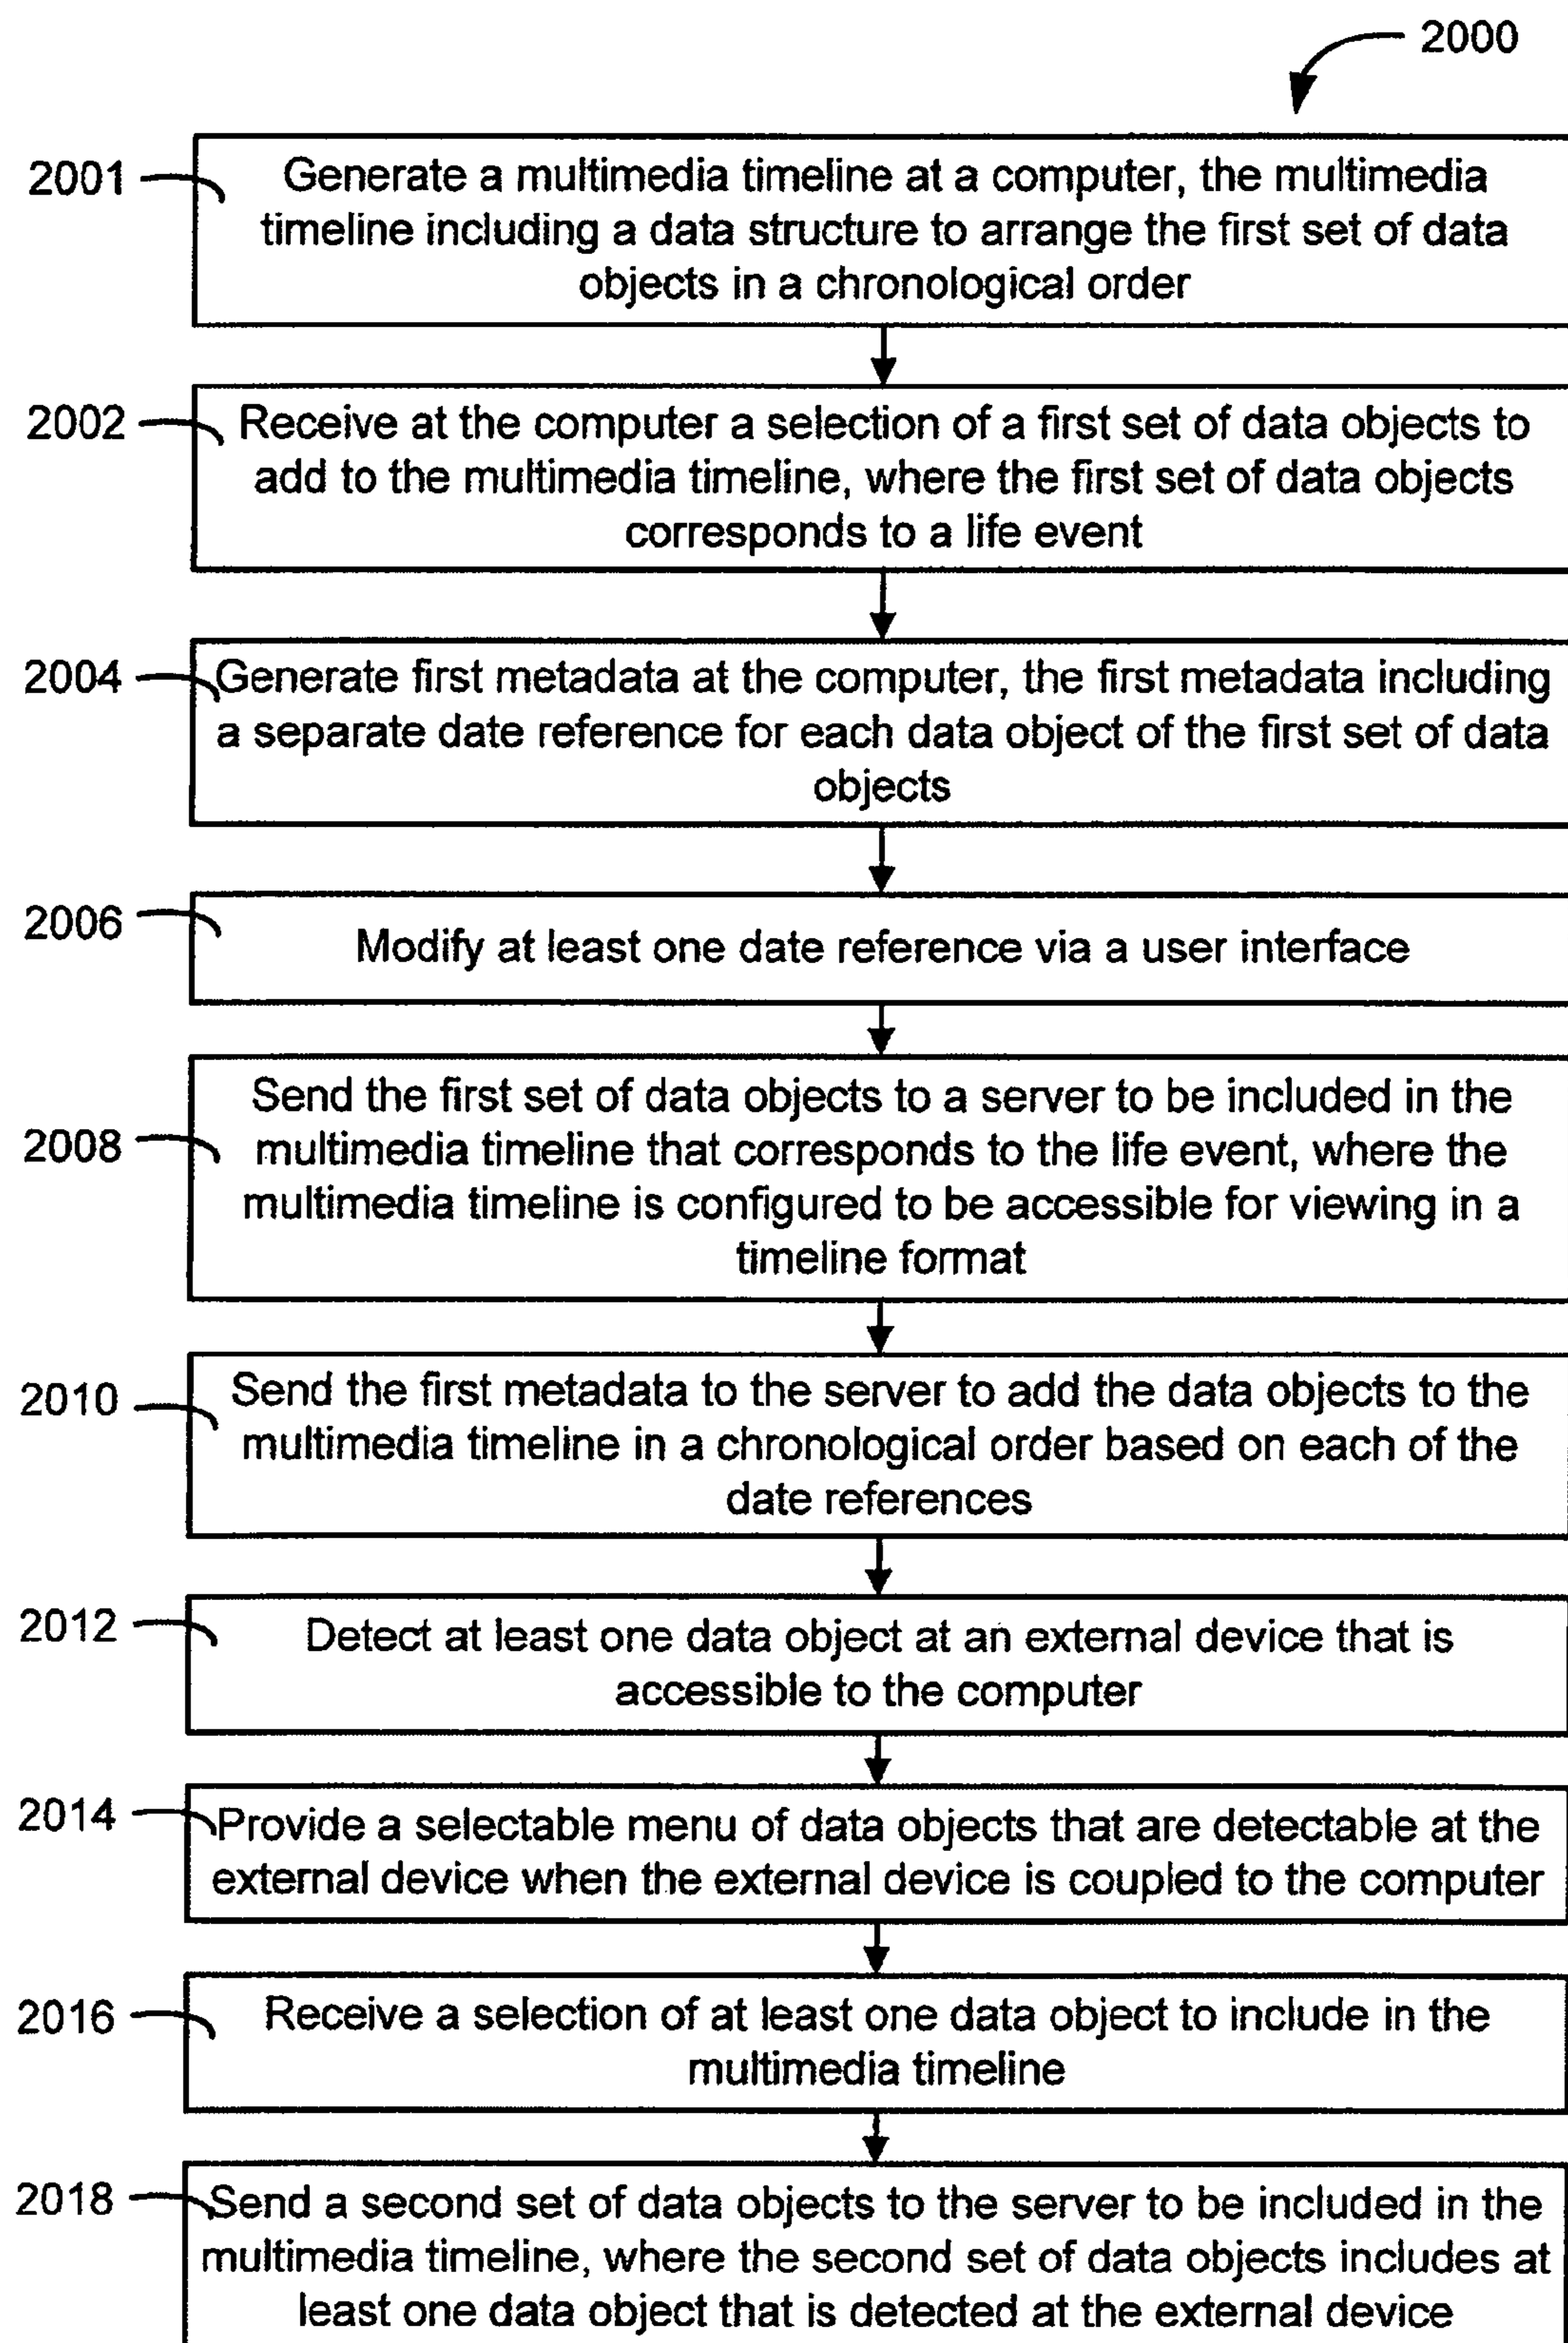 2000
2001
Generate a multimedia timeline at a computer, the multimedia
timeline including a data structure to arrange the first set of data
objects in a chronological order
2002
Receive at the computer a selection of a first set of data objects to
add to the multimedia timeline, where the first set of data objects
corresponds to a life event
2004
Generate first metadata at the computer, the first metadata including
a separate date reference for each data object of the first set of data
objects
2006
Modify at least one date reference via a user interface
2008
Send the first set of data objects to a server to be included in the
multimedia timeline that corresponds to the life event, where the
multimedia timeline is configured to be accessible for viewing in a
timeline format
2010
Send the first metadata to the server to add the data objects to the
multimedia timeline in a chronological order based on each of the
date references
2012
Detect at least one data object at an external device that is
accessible to the computer
2014
Provide a selectable menu of data objects that are detectable at the
external device when the external device is coupled to the computer
2016
Receive a selection of at least one data object to include in the
multimedia timeline
2018
Send a second set of data objects to the server to be included in the
multimedia timeline, where the second set of data objects includes at
least one data object that is detected at the external device